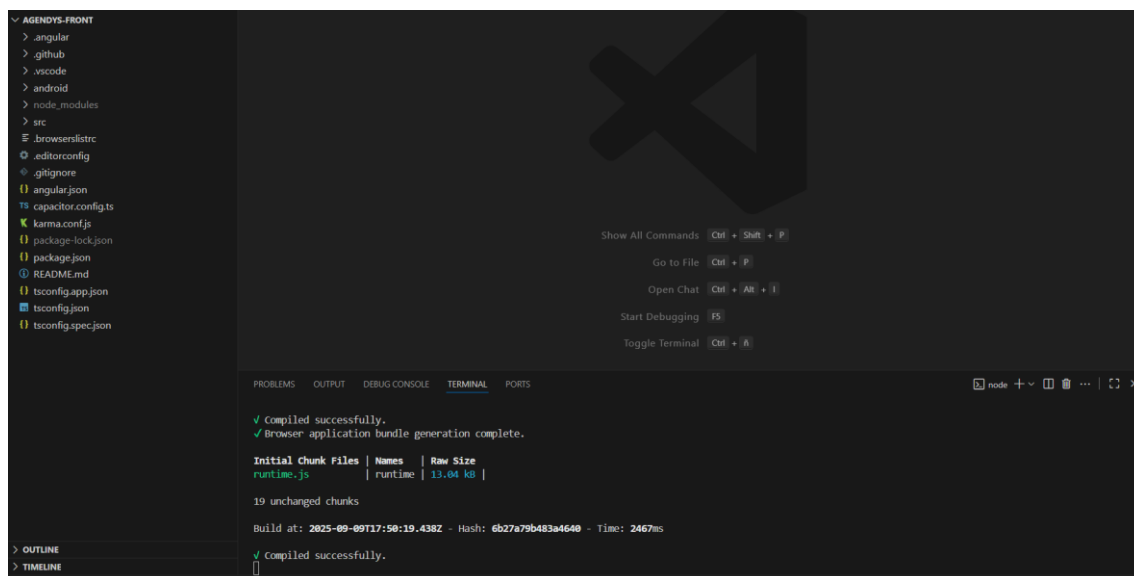 AGENDYS-FRONT
.angular
.github
.vscode
android
node_modules
src
.browserslistrc
.editorconfig
.gitignore
angular.json
TS capacitor.config.ts
karma.conf.js
package-lock.json
package.json
README.md
tsconfig.app.json
tsconfig.json
tsconfig.spec.json
OUTLINE
TIMELINE
Show All Commands Ctrl + Shift + P
Go to File Ctrl + P
Open Chat Ctrl + Alt + I
Start Debugging F5
Toggle Terminal Ctrl + ñ
PROBLEMS OUTPUT DEBUG CONSOLE TERMINAL PORTS
node
√ Compiled successfully.
√ Browser application bundle generation complete.
Initial Chunk Files | Names | Raw Size
runtime.js | runtime | 13.04 kB |
19 unchanged chunks
Build at: 2025-09-09T17:50:19.438Z - Hash: 6b27a79b483a4640 - Time: 2467ms
√ Compiled successfully.